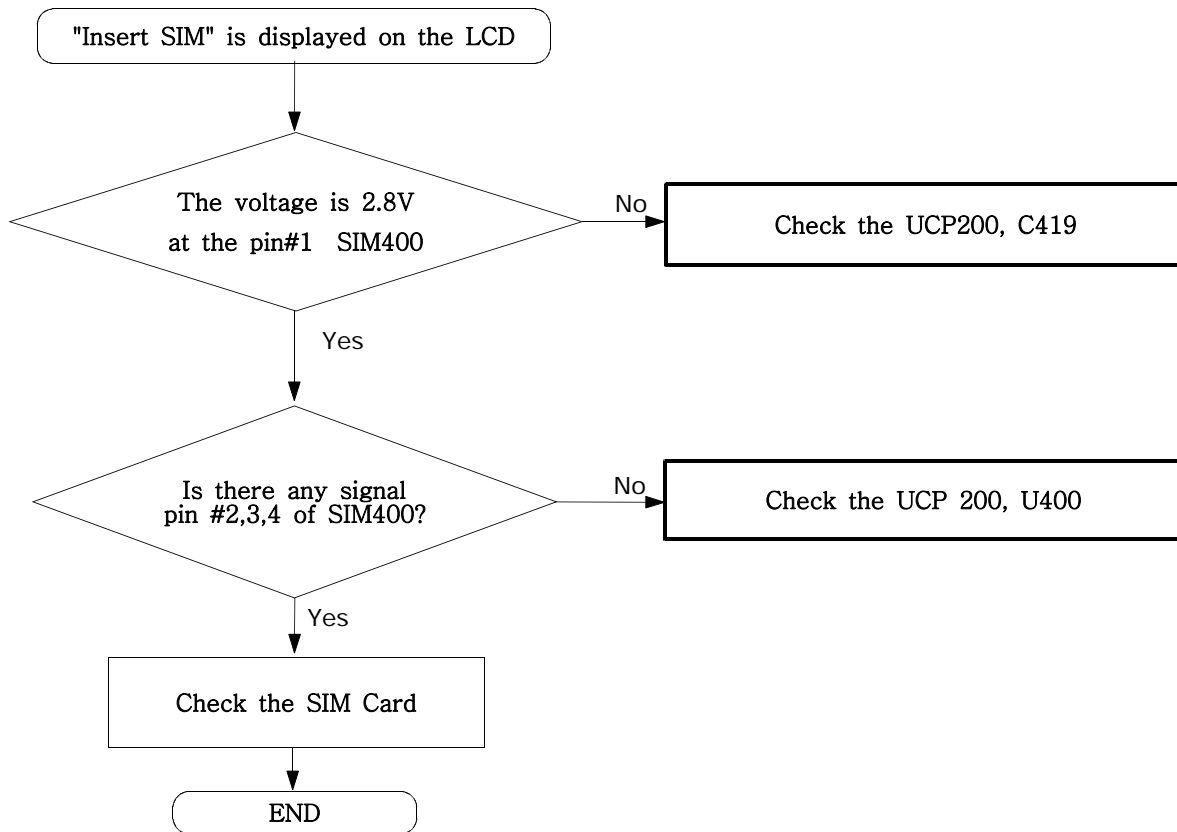 "Insert SIM" is displayed on the LCD
The voltage is 2.8V
at the pin#1 SIM400
No
Check the UCP200, C419
Yes
Is there any signal
pin #2,3,4 of SIM400?
No
Check the UCP 200, U400
Yes
Check the SIM Card
END